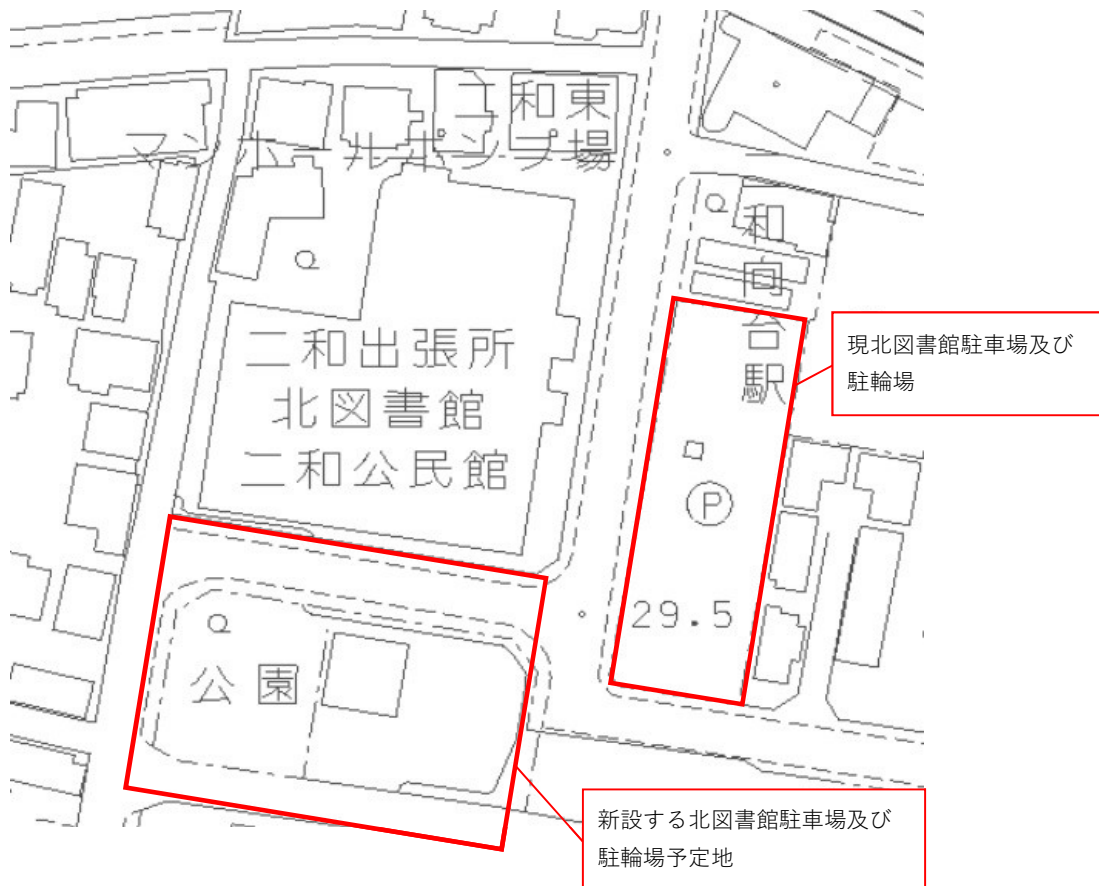 二和東
マンホールポンプ場
二和向台駅
二和出張所
北図書館
二和公民館
現北図書館駐車場及び
駐輪場
P
29.5
公園
新設する北図書館駐車場及び
駐輪場予定地